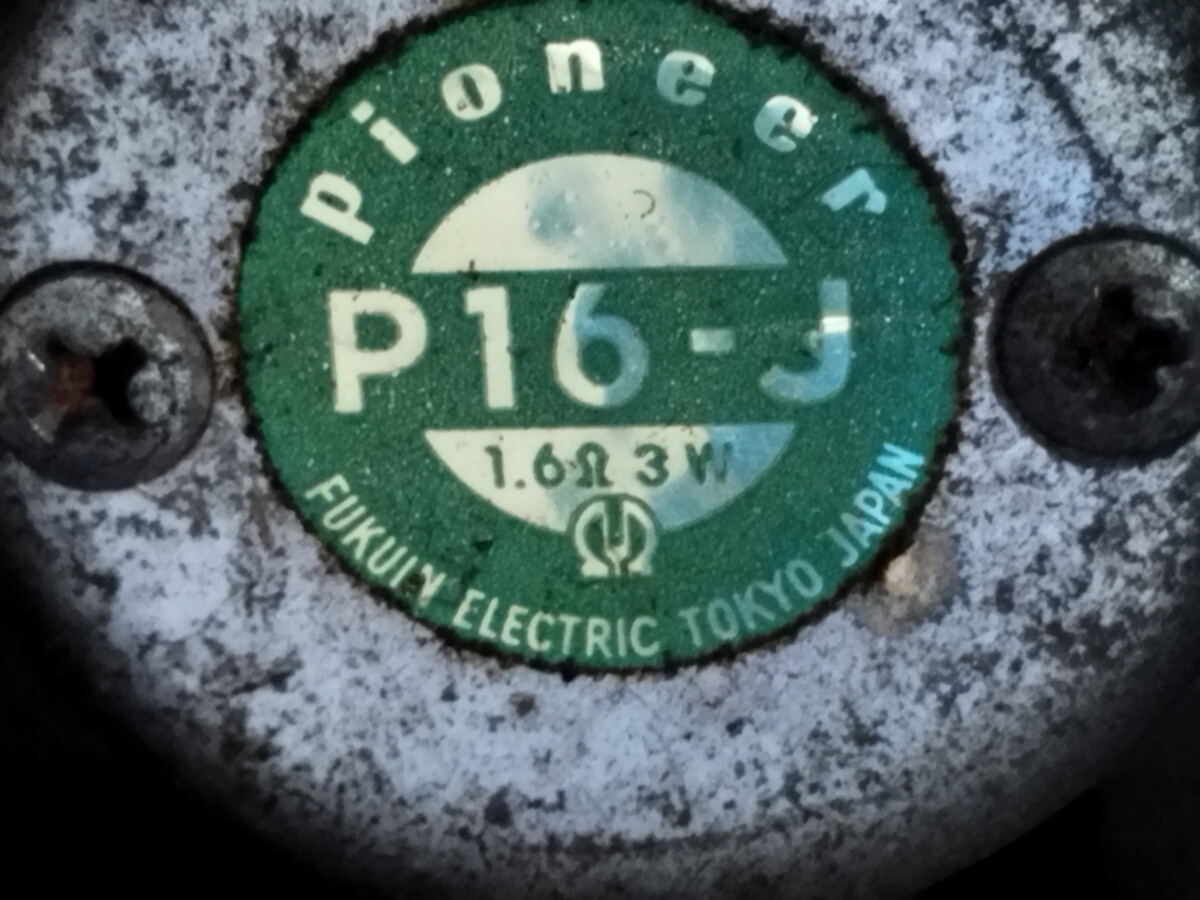 pioneer
P16-J
1.6Ω 3W
FUKUIN ELECTRIC TOKYO JAPAN